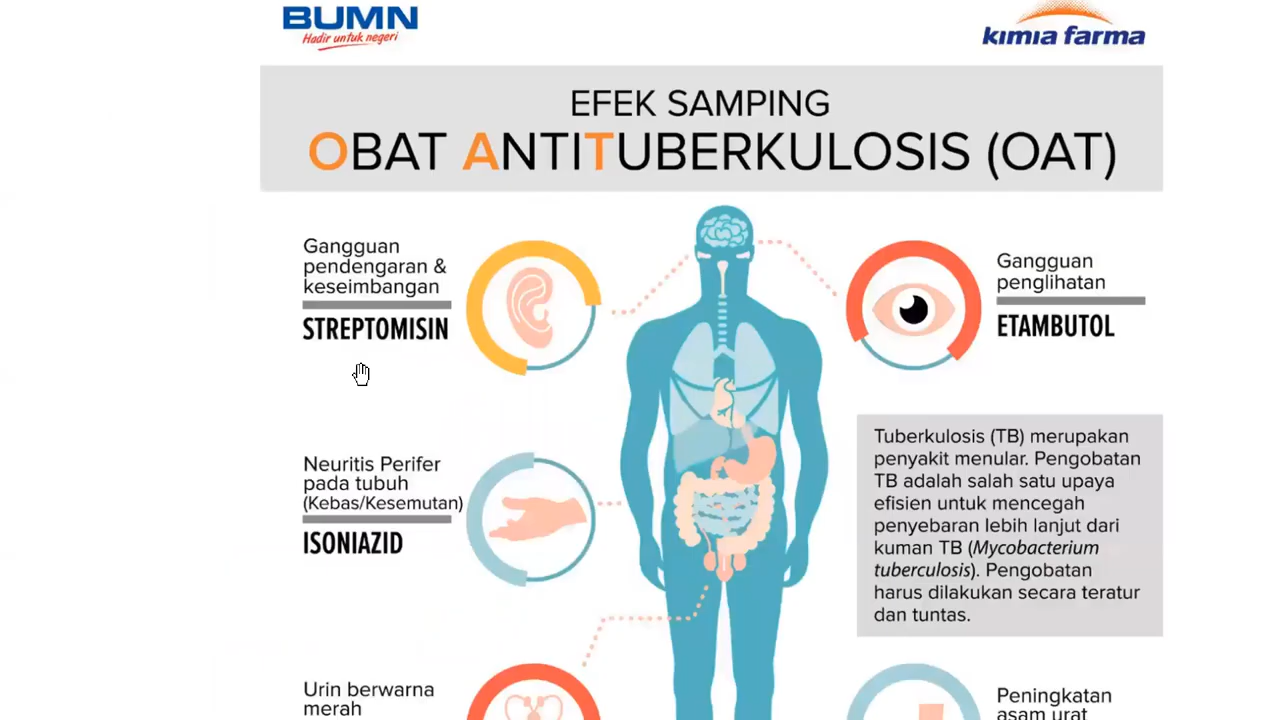 BUMN
Hadir untuk negeri
kimia farma
EFEK SAMPING
OBAT ANTITUBERKULOSIS (OAT)
Gangguan
pendengaran &
keseimbangan
STREPTOMISIN
Gangguan
penglihatan
ETAMBUTOL
Neuritis Perifer
pada tubuh
(Kebas/Kesemutan)
ISONIAZID
Tuberkulosis (TB) merupakan
penyakit menular. Pengobatan
TB adalah salah satu upaya
efisien untuk mencegah
penyebaran lebih lanjut dari
kuman TB (Mycobacterium
tuberculosis). Pengobatan
harus dilakukan secara teratur
dan tuntas.
Urin berwarna
merah
Peningkatan
asam urat